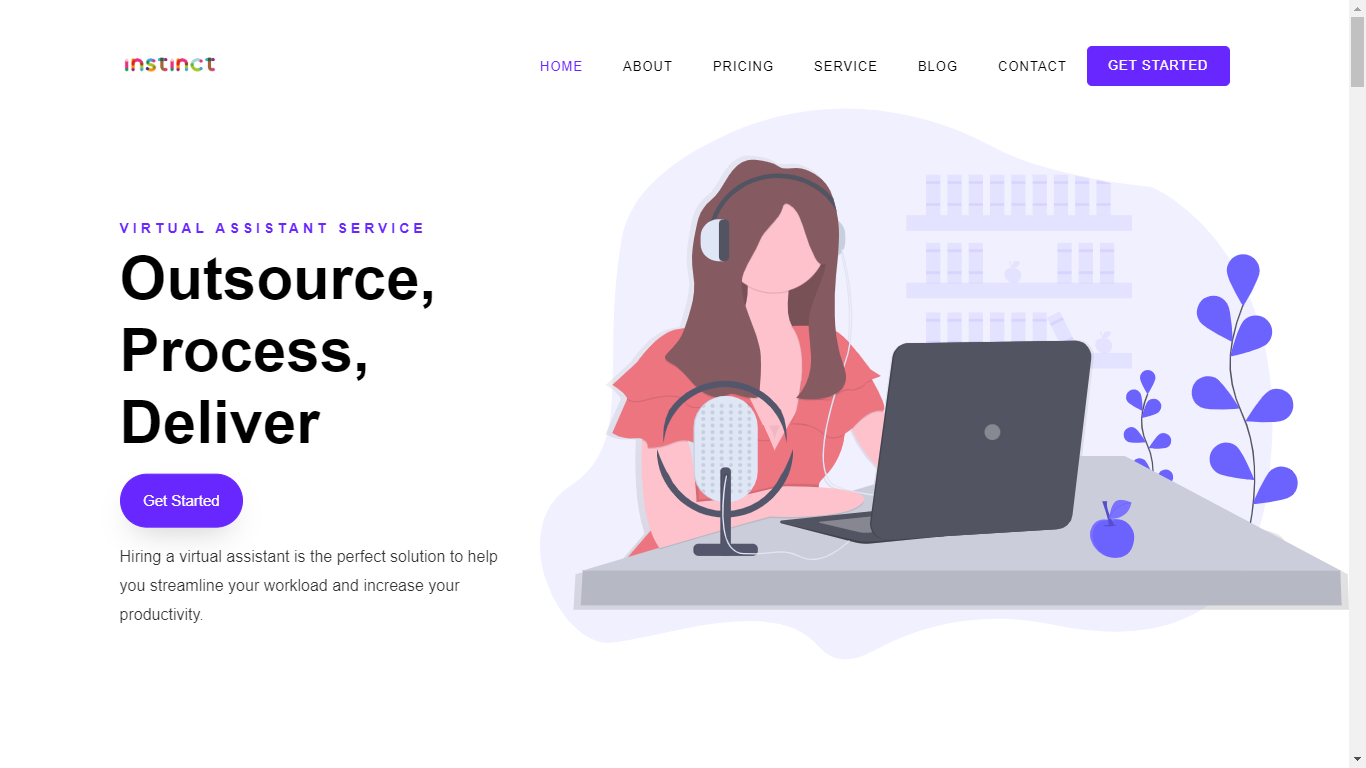 instinct
HOME ABOUT PRICING SERVICE BLOG CONTACT GET STARTED
VIRTUAL ASSISTANT SERVICE
Outsource,
Process,
Deliver
Get Started
Hiring a virtual assistant is the perfect solution to help
you streamline your workload and increase your
productivity.